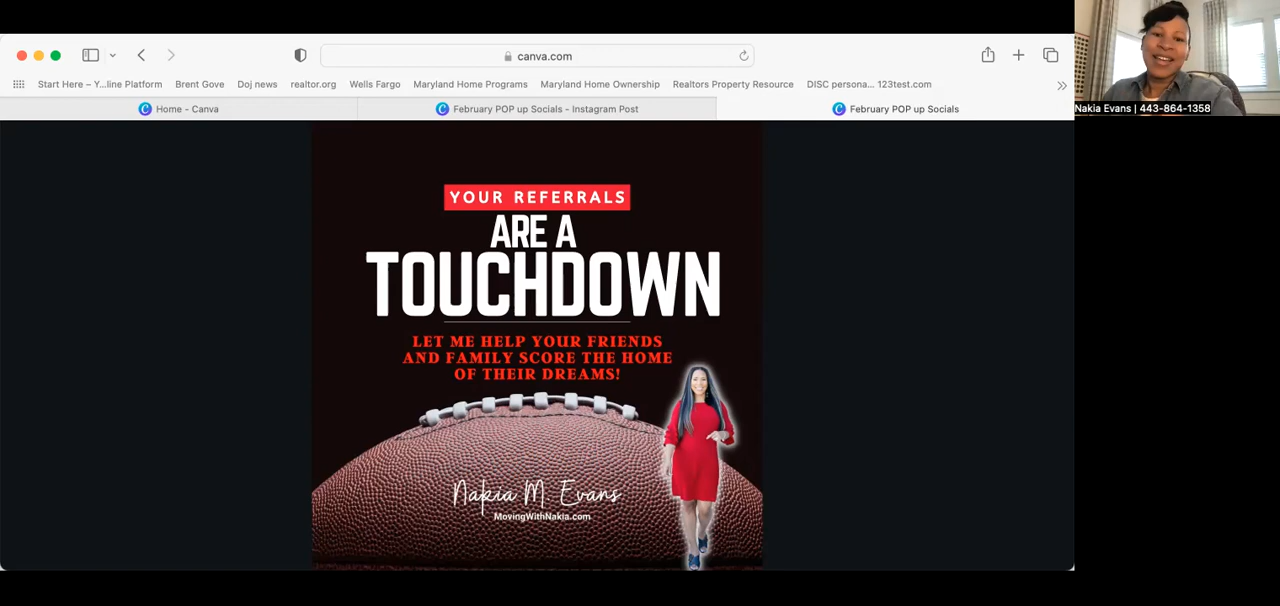 canva.com
Start Here – Y...line Platform
Brent Gove
Doj news
realtor.org
Wells Fargo
Maryland Home Programs
Maryland Home Ownership
Realtors Property Resource
DISC persona... 123test.com
Home - Canva
February POP up Socials - Instagram Post
February POP up Socials
Nakia Evans | 443-864-1358
YOUR REFERRALS
ARE A
TOUCHDOWN
LET ME HELP YOUR FRIENDS
AND FAMILY SCORE THE HOME
OF THEIR DREAMS!
Nakia M. Evans
MovingWithNakia.com